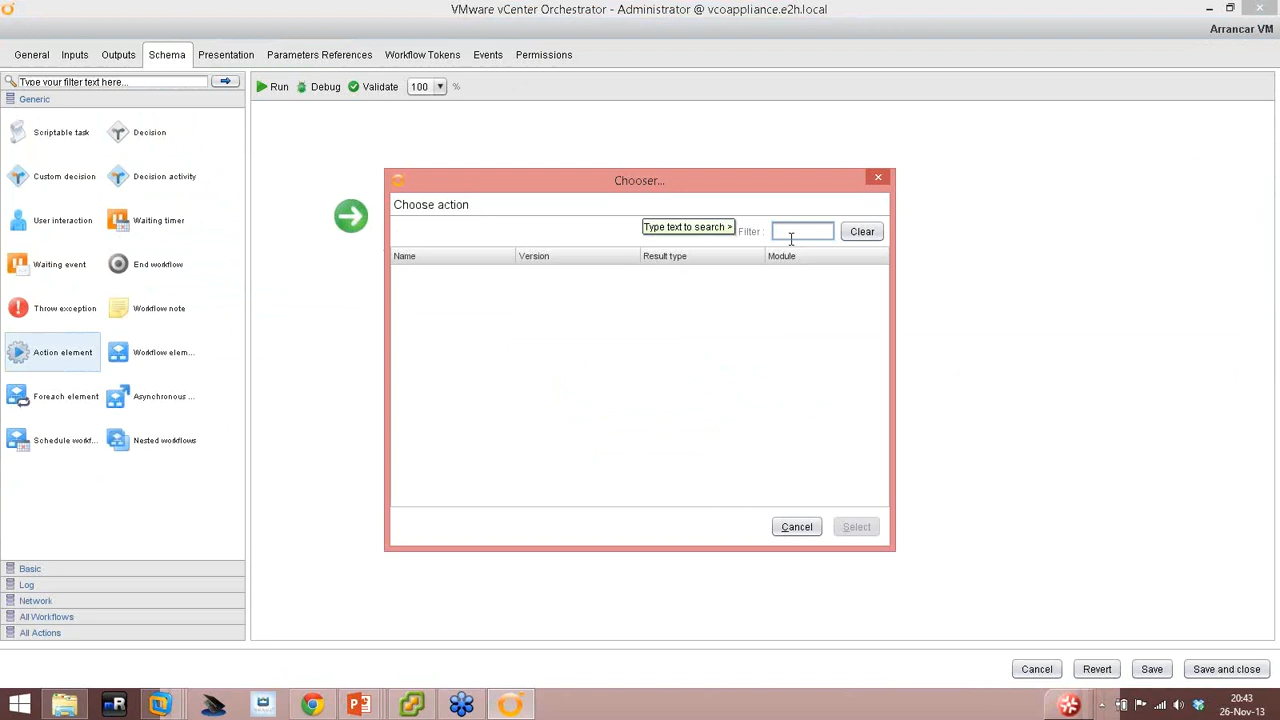 VMware vCenter Orchestrator - Administrator @ vcoappliance.e2h.local
Arrancar VM
General Inputs Outputs Schema Presentation Parameters References Workflow Tokens Events Permissions
Type your filter text here...
Run Debug Validate 100 %
Generic
Scriptable task Decision
Custom decision Decision activity
User interaction Waiting timer
Waiting event End workflow
Throw exception Workflow note
Action element Workflow elem...
Foreach element Asynchronous ...
Schedule workf... Nested workflows
Chooser...
Choose action
Type text to search > Filter : Clear
Name Version Result type Module
Cancel Select
Basic
Log
Network
All Workflows
All Actions
Cancel Revert Save Save and close
20:43
26-Nov-13